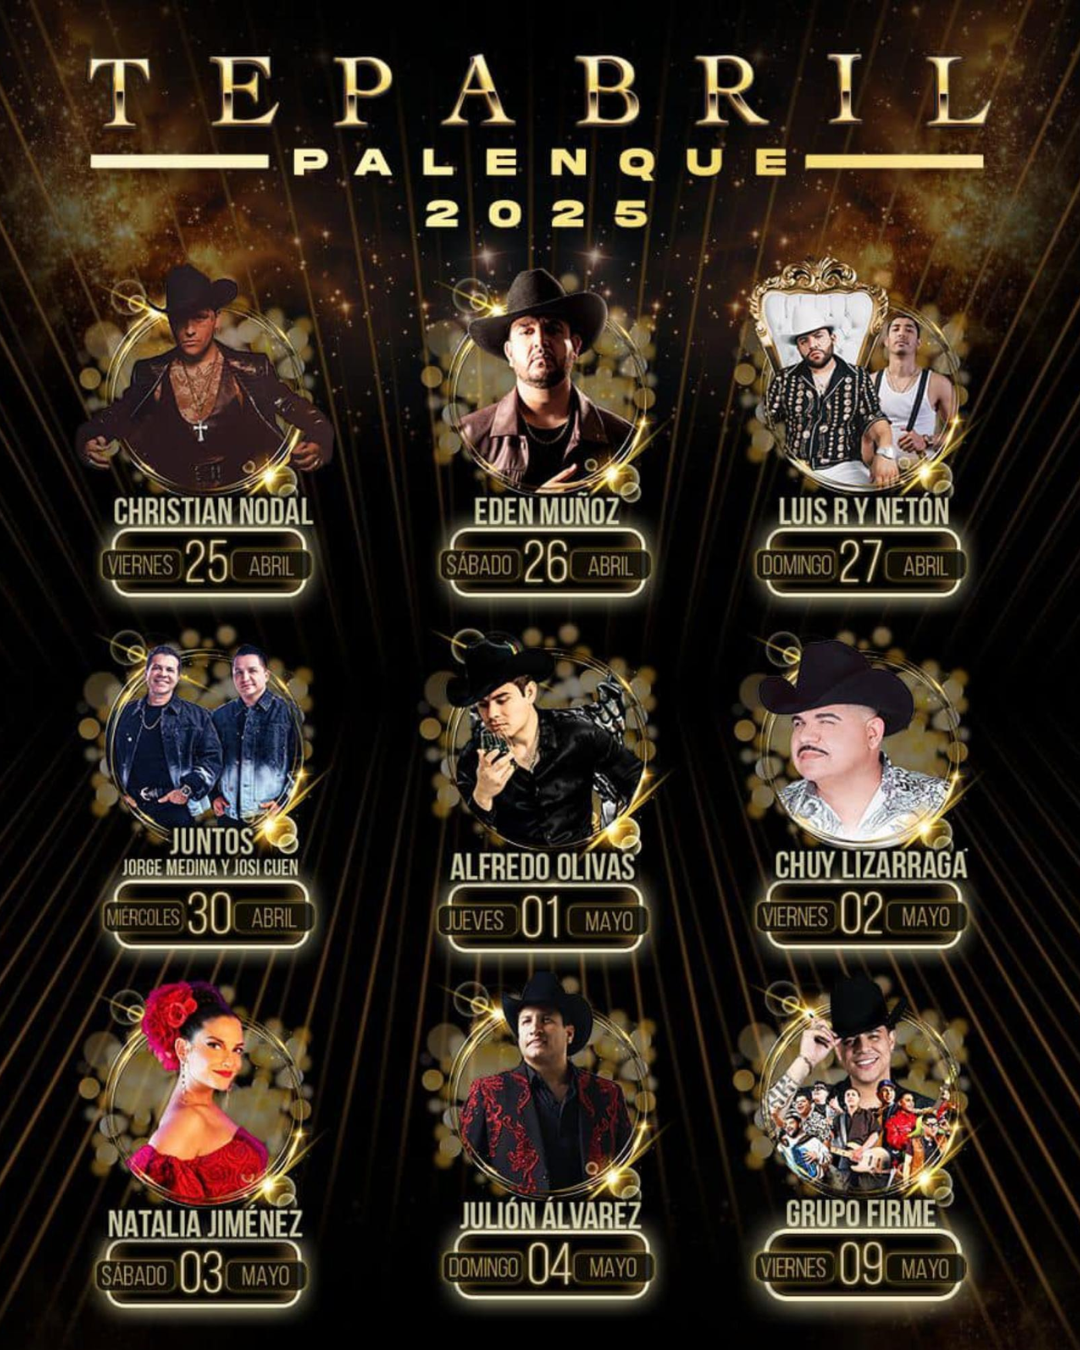 TEPABRIL
PALENQUE
2025
CHRISTIAN NODAL
VIERNES 25 ABRIL
EDEN MUÑOZ
SÁBADO 26 ABRIL
LUIS R Y NETÓN
DOMINGO 27 ABRIL
JUNTOS
JORGE MEDINA Y JOSI CUEN
MIÉRCOLES 30 ABRIL
ALFREDO OLIVAS
JUEVES 01 MAYO
CHUY LIZÁRRAGA
VIERNES 02 MAYO
NATALIA JIMÉNEZ
SÁBADO 03 MAYO
JULIÓN ÁLVAREZ
DOMINGO 04 MAYO
GRUPO FIRME
VIERNES 09 MAYO